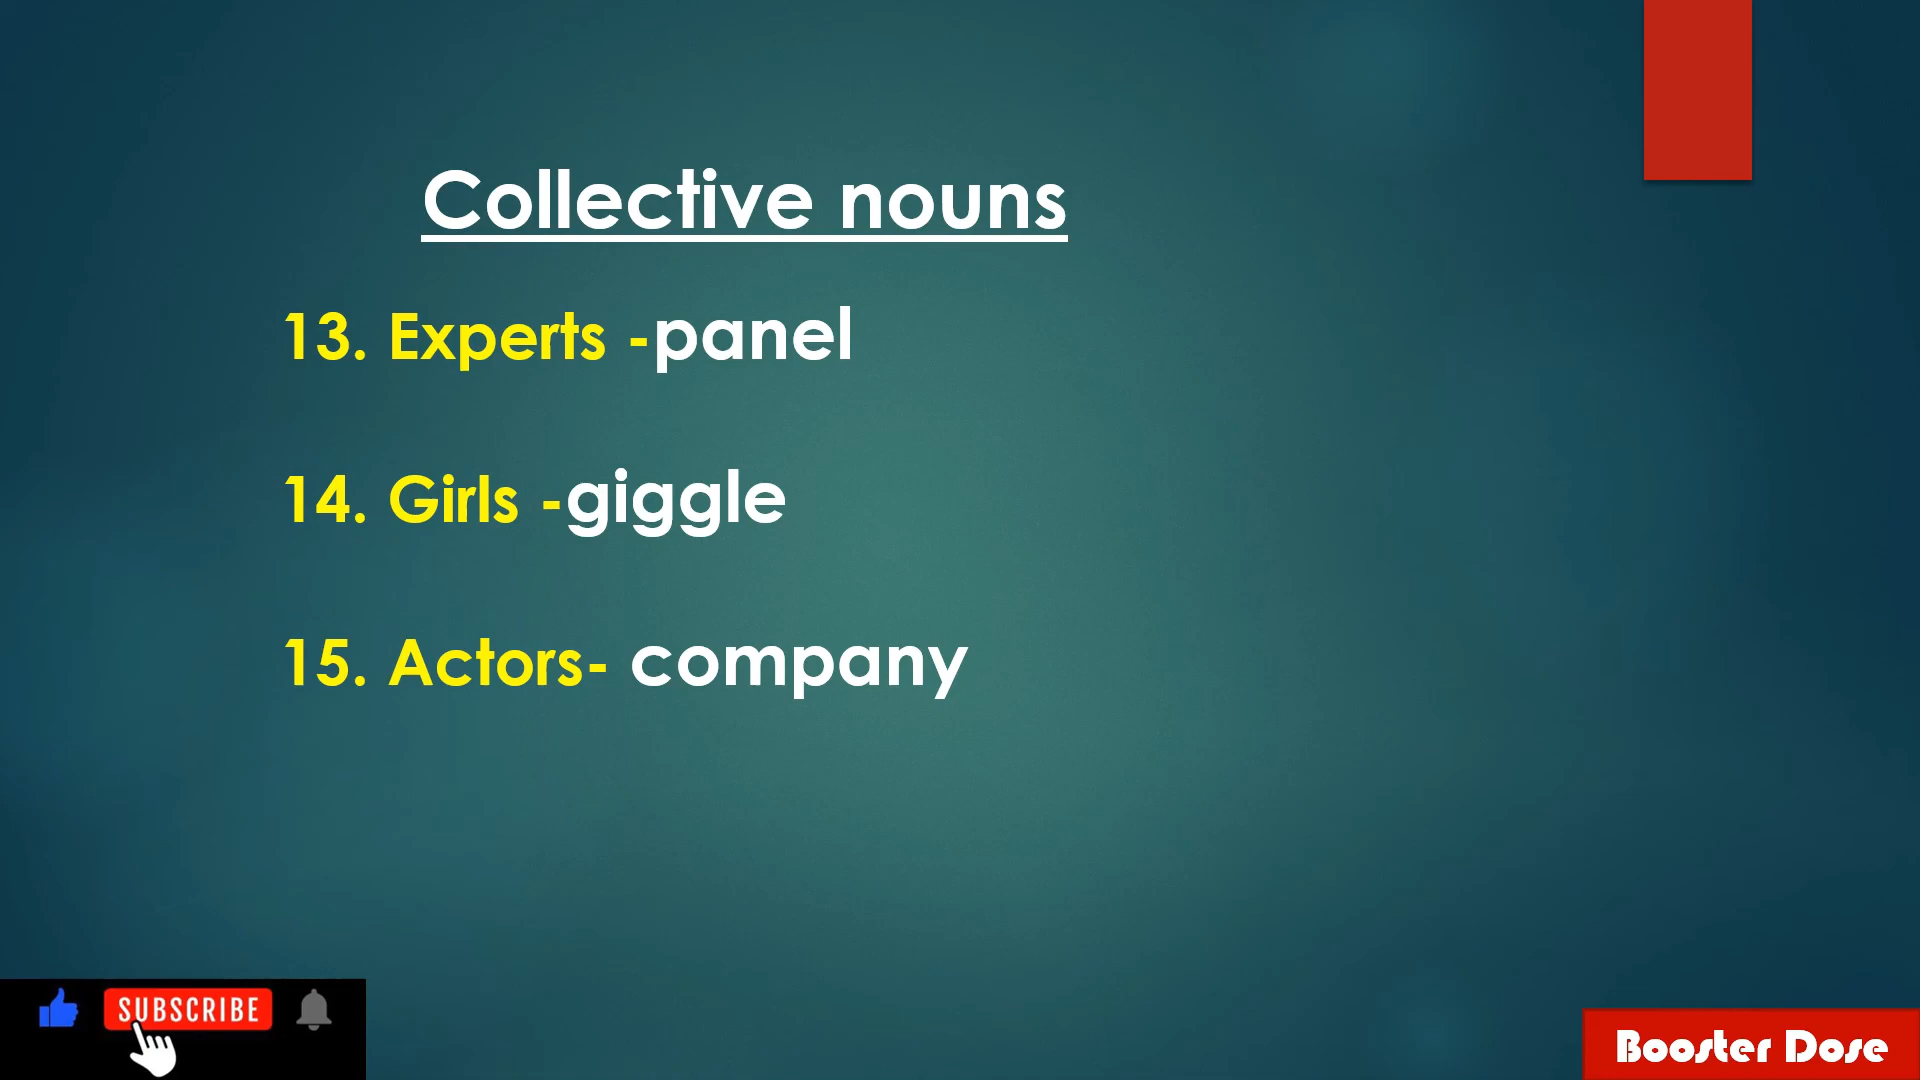 Collective nouns
13. Experts -panel
14. Girls -giggle
15. Actors- company
SUBSCRIBE
Booster Dose